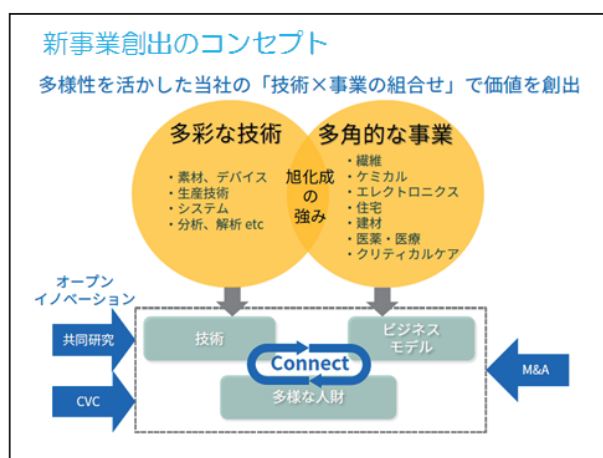 新事業創出のコンセプト
多様性を活かした当社の「技術×事業の組合せ」で価値を創出
多彩な技術
・素材、デバイス
・生産技術
・システム
・分析、解析 etc
旭化成
の
強み
多角的な事業
・繊維
・ケミカル
・エレクトロニクス
・住宅
・建材
・医薬・医療
・クリティカルケア
オープン
イノベーション
共同研究
CVC
技術
ビジネス
モデル
Connect
多様な人財
M&A